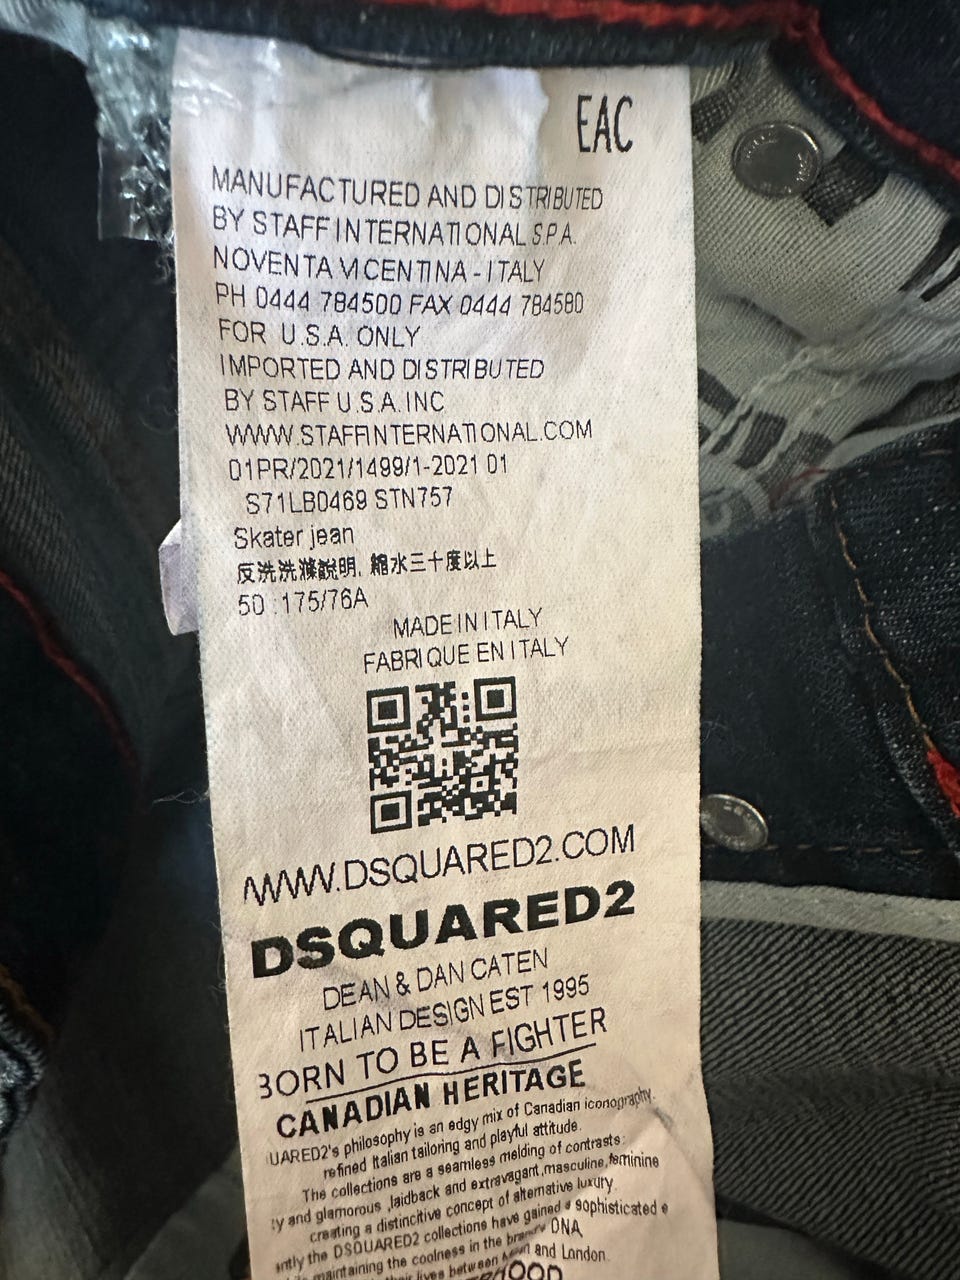 EAC
MANUFACTURED AND DISTRIBUTED
BY STAFF INTERNATIONAL S.P.A.
NOVENTA VICENTINA - ITALY
PH 0444 784500 FAX 0444 784580
FOR U.S.A. ONLY
IMPORTED AND DISTRIBUTED
BY STAFF U.S.A. INC
WWW.STAFFINTERNATIONAL.COM
01PR/2021/1499/1-2021 01
S71LB0469 STN757
Skater jean
反洗洗滌說明, 縮水三十度以上
50 : 175/76A
MADE IN ITALY
FABRIQUE EN ITALY
WWW.DSQUARED2.COM
DSQUARED2
DEAN & DAN CATEN
ITALIAN DESIGN EST 1995
BORN TO BE A FIGHTER
CANADIAN HERITAGE
UARED2's philosophy is an edgy mix of Canadian iconography.
refined Italian tailoring and playful attitude.
The collections are a seamless melding of contrasts:
y and glamorous ,laidback and extravagant,masculine,feminine
creating a distinctive concept of alternative luxury.
ntly the DSQUARED2 collections have gained a sophisticated e
maintaining the coolness in the brand DNA
their lives between and London.